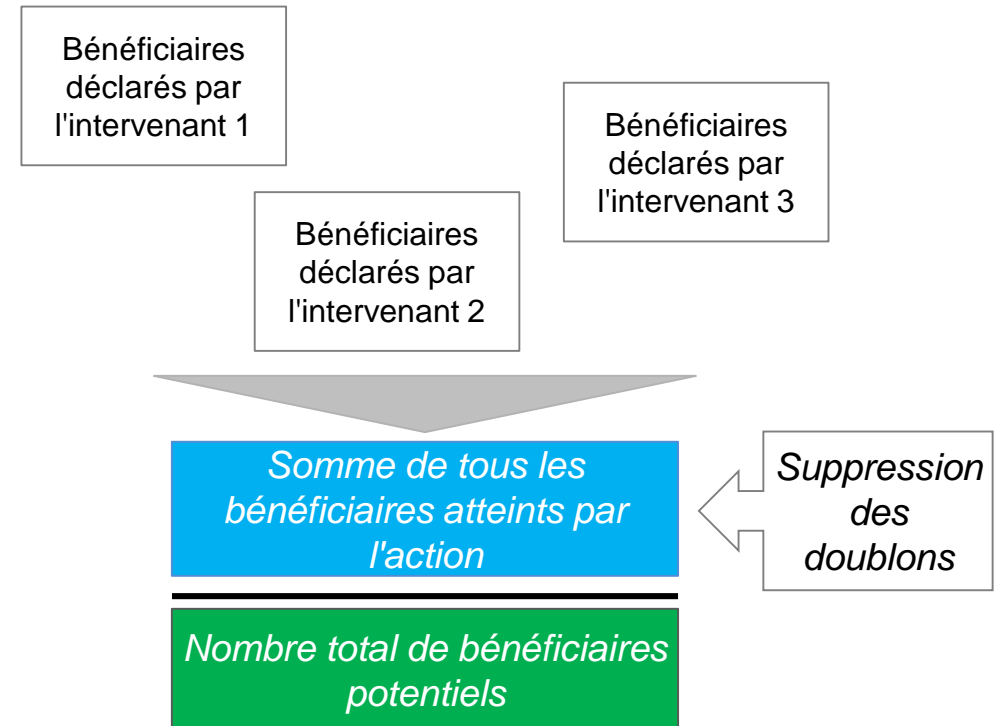 Bénéficiaires
déclarés par
l'intervenant 1
Bénéficiaires
déclarés par
l'intervenant 3
Bénéficiaires
déclarés par
l'intervenant 2
Somme de tous les
bénéficiaires atteints par
l'action
Suppression
des
doublons
Nombre total de bénéficiaires
potentiels